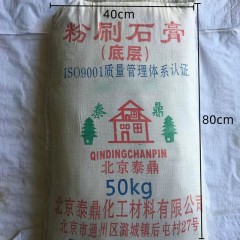 40cm
粉刷石膏
(底层)
ISO9001质量管理体系认证
80cm
泰
鼎
QINDINGCHANPIN
北京泰鼎
50kg
北京泰鼎化工材料有限公司
北京市通州区潞城镇后屯村27号